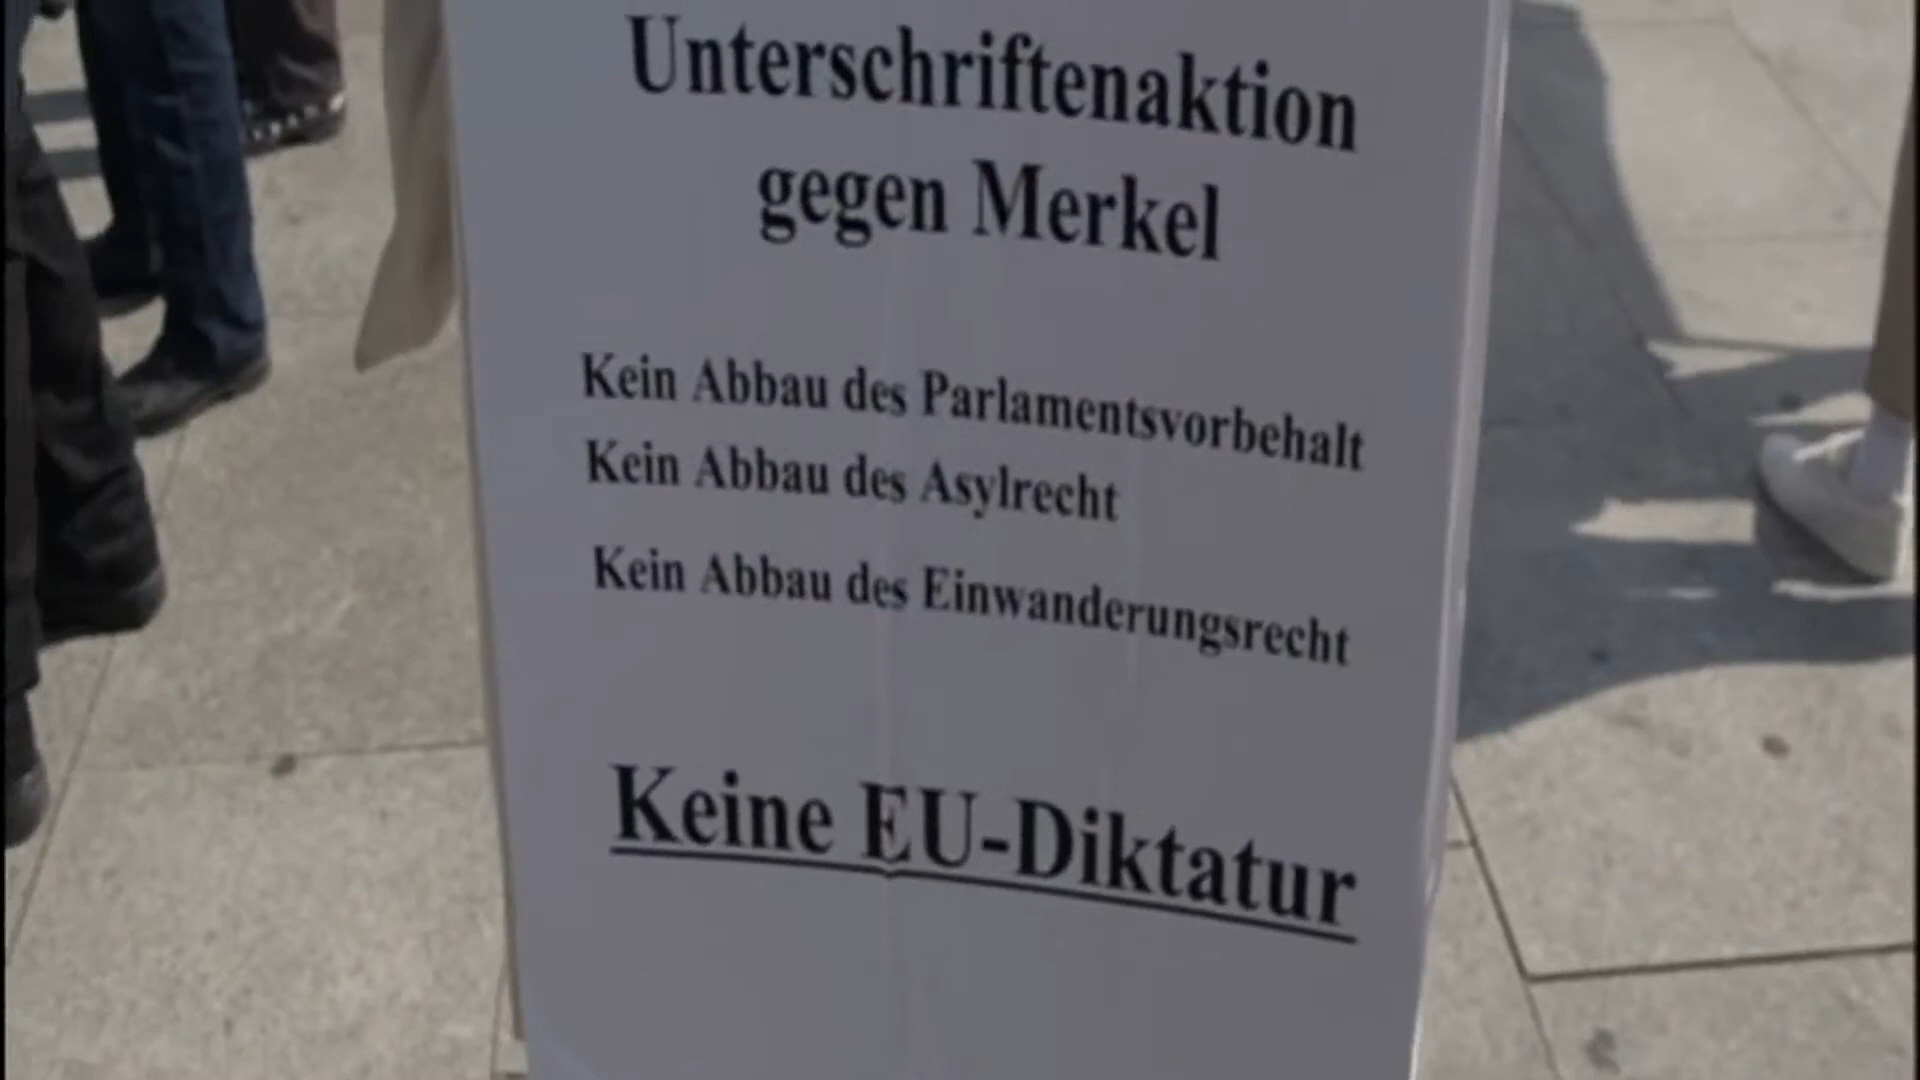 Unterschriftenaktion
gegen Merkel
Kein Abbau des Parlamentsvorbehalt
Kein Abbau des Asylrecht
Kein Abbau des Einwanderungsrecht
Keine EU-Diktatur